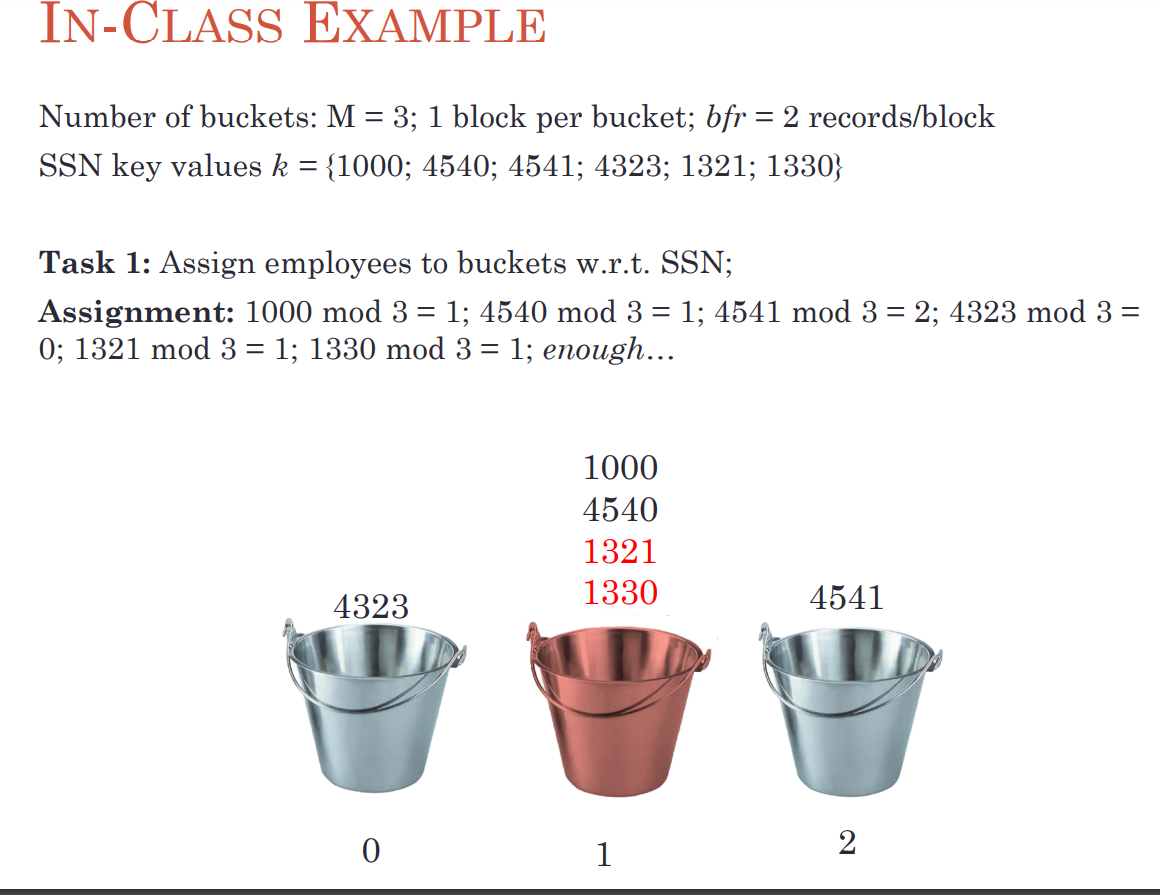 IN-CLASS EXAMPLE
Number of buckets: M = 3; 1 block per bucket; bfr = 2 records/block
SSN key values k = {1000; 4540; 4541; 4323; 1321; 1330}
Task 1: Assign employees to buckets w.r.t. SSN;
Assignment: 1000 mod 3 = 1; 4540 mod 3 = 1; 4541 mod 3 = 2; 4323 mod 3 =
0; 1321 mod 3 = 1; 1330 mod 3 = 1; enough...
1000
4540
1321
1330
4323
4541
0
1
2